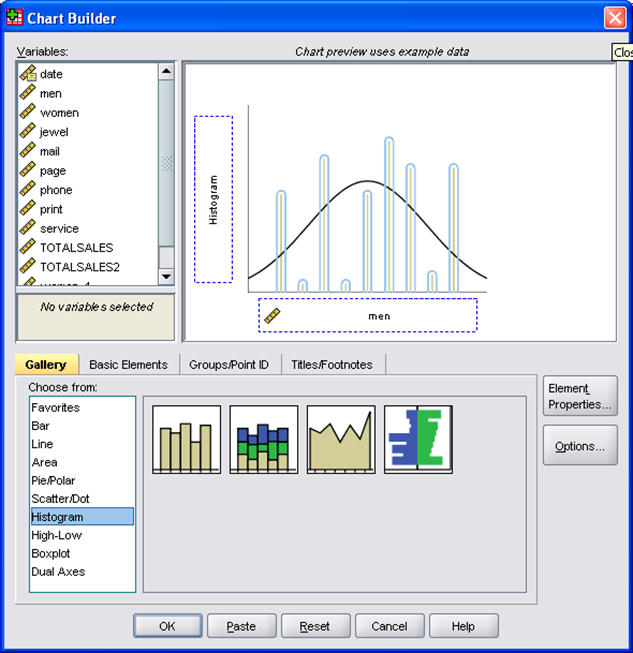 Chart Builder
Variables:
Chart preview uses example data
Clos
date
men
women
jewel
mail
page
phone
print
service
TOTALSALES
TOTALSALES2
Histogram
men
No variables selected
Gallery
Basic Elements
Groups/Point ID
Titles/Footnotes
Choose from:
Favorites
Bar
Line
Area
Pie/Polar
Scatter/Dot
Histogram
High-Low
Boxplot
Dual Axes
Element
Properties...
Options...
OK
Paste
Reset
Cancel
Help